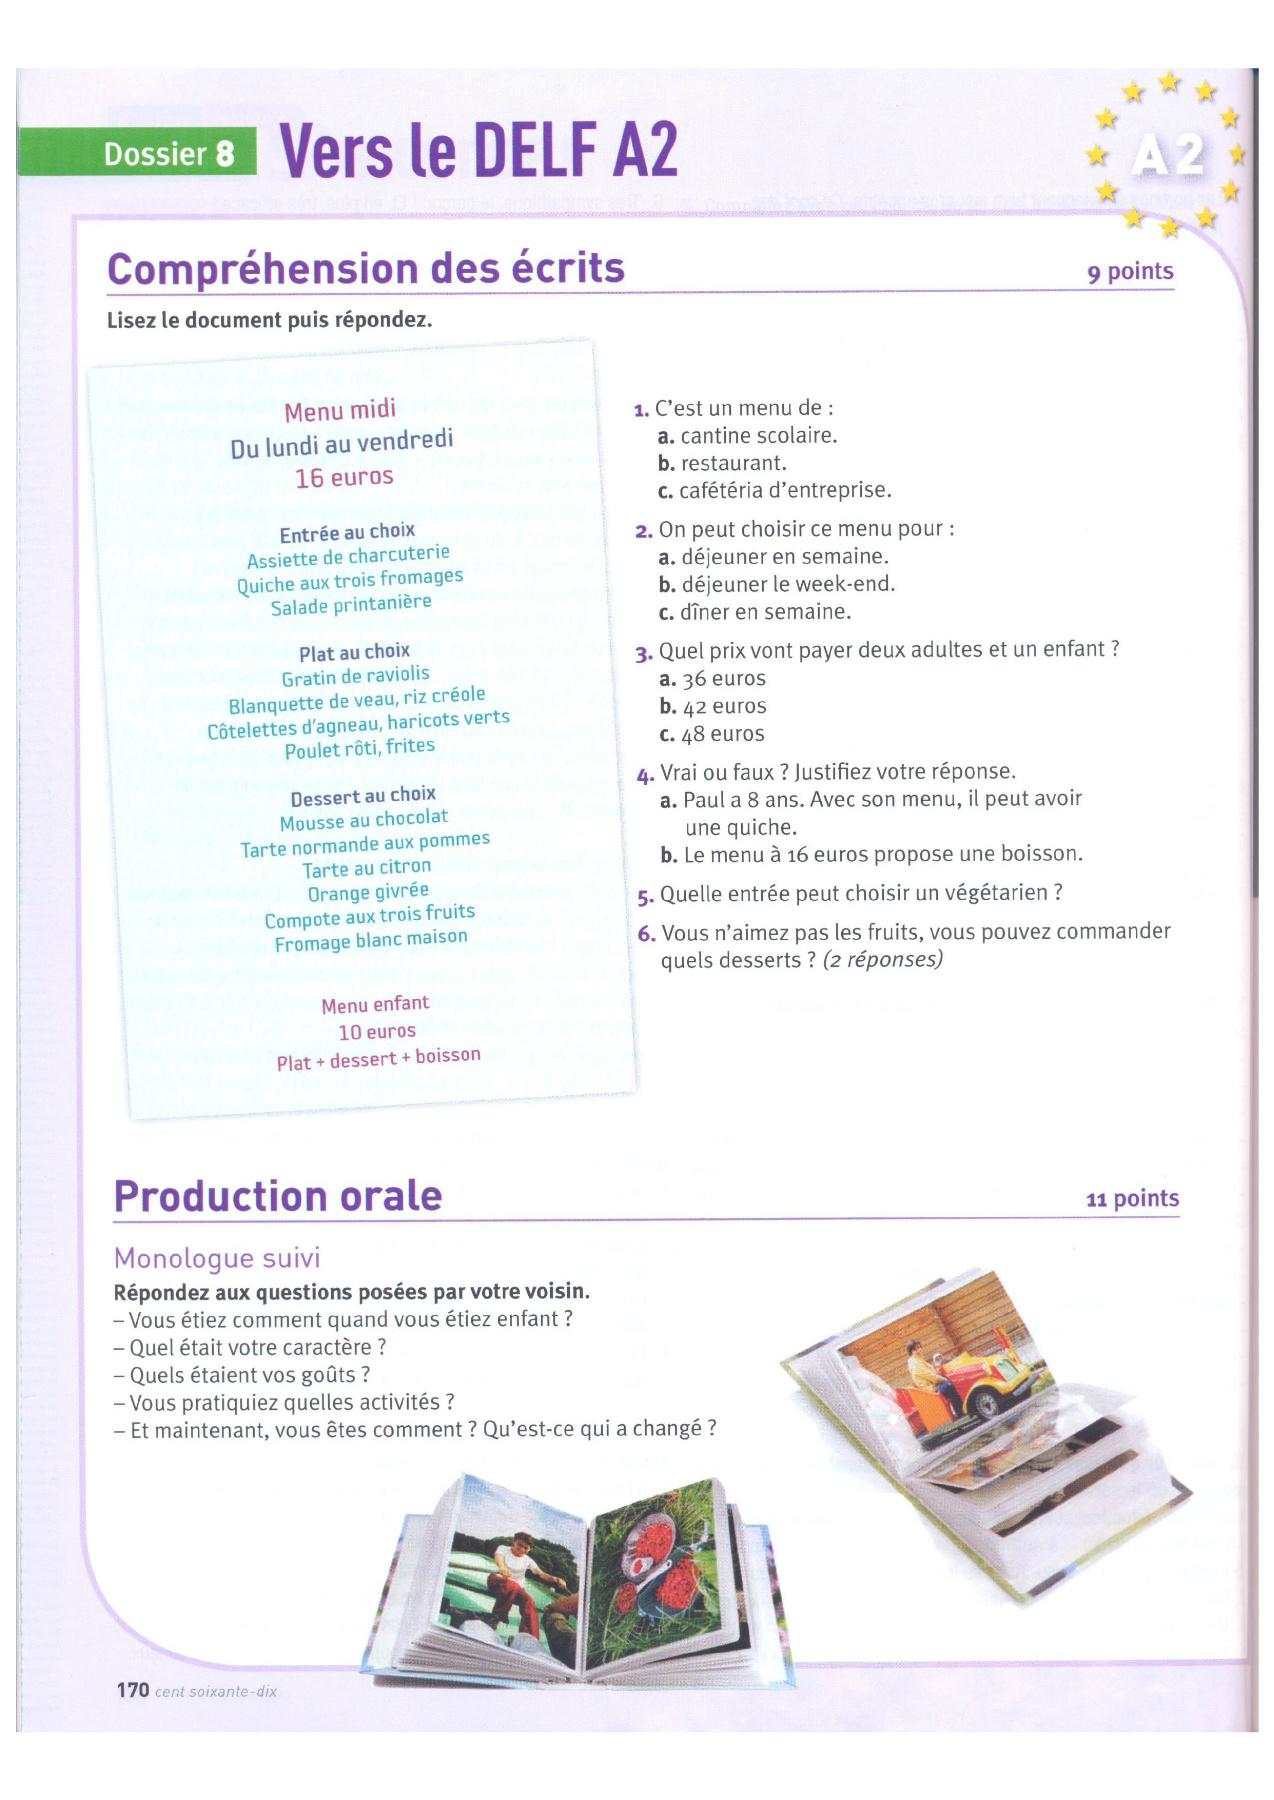 Dossier 8 Vers le DELF A2
A2
Compréhension des écrits 9 points
Lisez le document puis répondez.
Menu midi
Du lundi au vendredi
16 euros
Entrée au choix
Assiette de charcuterie
Quiche aux trois fromages
Salade printanière
Plat au choix
Gratin de raviolis
Blanquette de veau, riz créole
Côtelettes d'agneau, haricots verts
Poulet rôti, frites
Dessert au choix
Mousse au chocolat
Tarte normande aux pommes
Tarte au citron
Orange givrée
Compote aux trois fruits
Fromage blanc maison
Menu enfant
10 euros
Plat + dessert + boisson
1. C'est un menu de :
a. cantine scolaire.
b. restaurant.
c. cafétéria d'entreprise.
2. On peut choisir ce menu pour :
a. déjeuner en semaine.
b. déjeuner le week-end.
c. dîner en semaine.
3. Quel prix vont payer deux adultes et un enfant ?
a. 36 euros
b. 42 euros
c. 48 euros
4. Vrai ou faux ? Justifiez votre réponse.
a. Paul a 8 ans. Avec son menu, il peut avoir
une quiche.
b. Le menu à 16 euros propose une boisson.
5. Quelle entrée peut choisir un végétarien ?
6. Vous n'aimez pas les fruits, vous pouvez commander
quels desserts ? (2 réponses)
Production orale 11 points
Monologue suivi
Répondez aux questions posées par votre voisin.
– Vous étiez comment quand vous étiez enfant ?
– Quel était votre caractère ?
– Quels étaient vos goûts ?
– Vous pratiquiez quelles activités ?
– Et maintenant, vous êtes comment ? Qu'est-ce qui a changé ?
170 cent soixante-dix